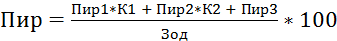 Пир = (Пир1*К1 + Пир2*К2 + Пир3) / Зод * 100